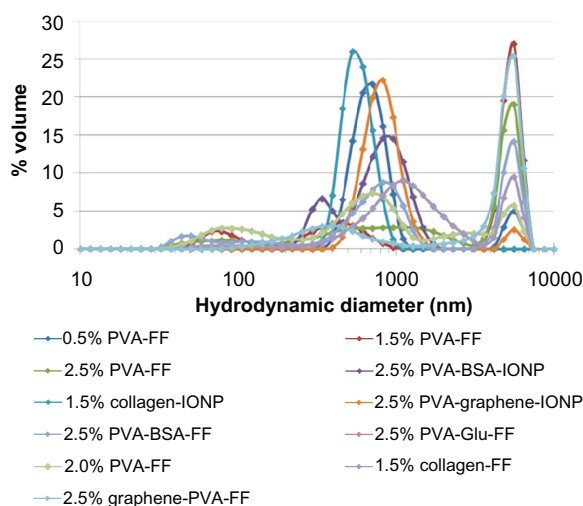 30
25
20
15
10
5
0
% volume
10 100 1000 10000
Hydrodynamic diameter (nm)
0.5% PVA-FF 1.5% PVA-FF
2.5% PVA-FF 2.5% PVA-BSA-IONP
1.5% collagen-IONP 2.5% PVA-graphene-IONP
2.5% PVA-BSA-FF 2.5% PVA-Glu-FF
2.0% PVA-FF 1.5% collagen-FF
2.5% graphene-PVA-FF